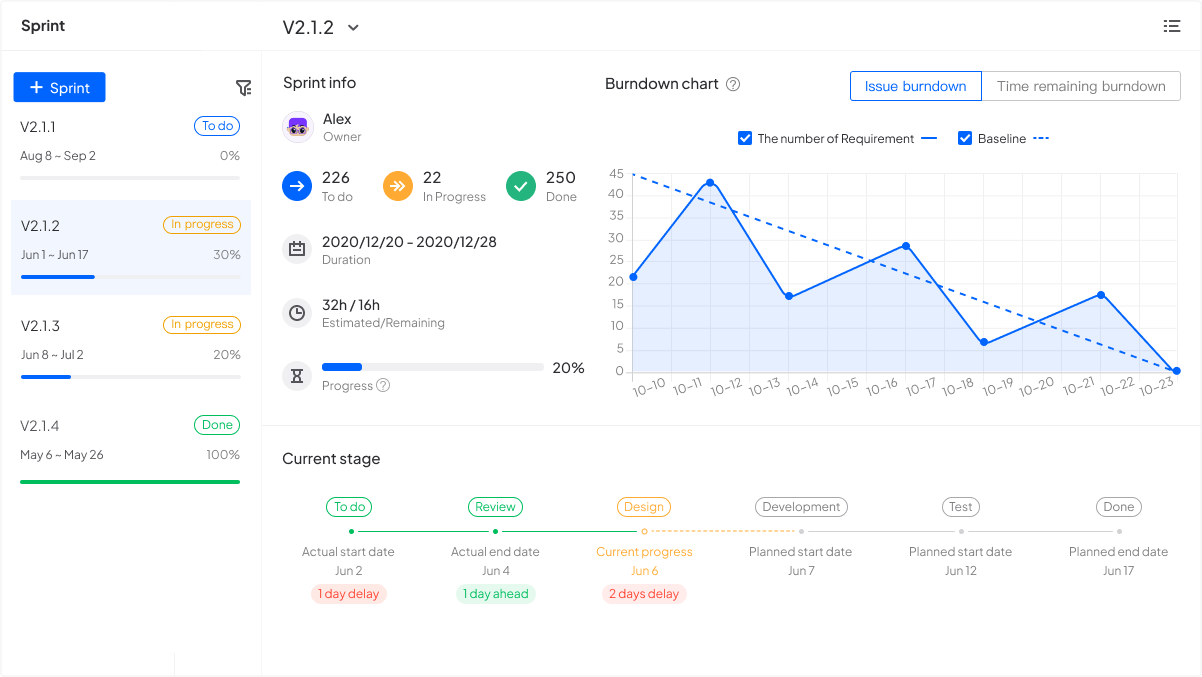 Sprint
V2.1.2
+ Sprint
V2.1.1
To do
Aug 8 ~ Sep 2
0%
V2.1.2
In progress
Jun 1 ~ Jun 17
30%
V2.1.3
In progress
Jun 8 ~ Jul 2
20%
V2.1.4
Done
May 6 ~ May 26
100%
Sprint info
Alex
Owner
226
To do
22
In Progress
250
Done
2020/12/20 - 2020/12/28
Duration
32h / 16h
Estimated/Remaining
20%
Progress ?
Burndown chart ?
Issue burndown
Time remaining burndown
The number of Requirement
Baseline
45
40
35
30
25
20
15
10
5
0
10-10
10-11
10-12
10-13
10-14
10-15
10-16
10-17
10-18
10-19
10-20
10-21
10-22
10-23
Current stage
To do
Review
Design
Development
Test
Done
Actual start date
Actual end date
Current progress
Planned start date
Planned start date
Planned end date
Jun 2
Jun 4
Jun 6
Jun 7
Jun 12
Jun 17
1 day delay
1 day ahead
2 days delay